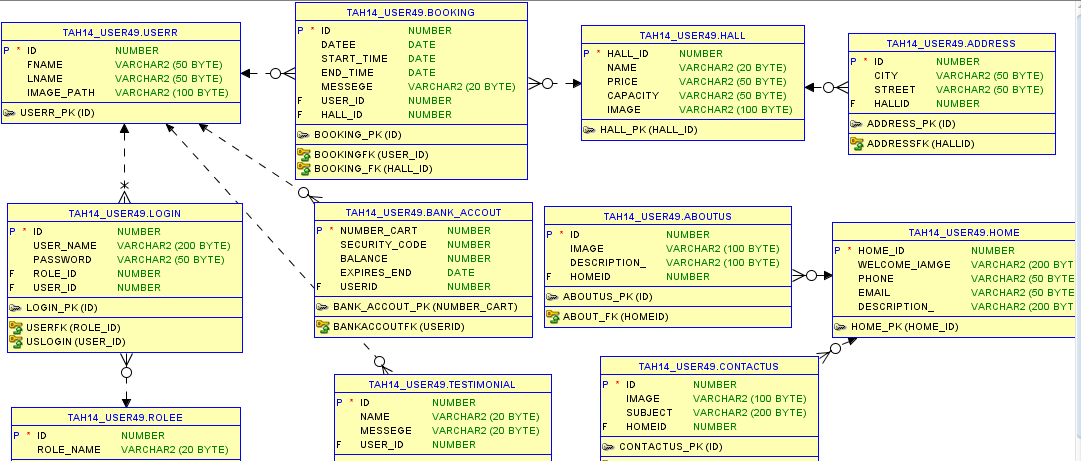 TAH14_USER49.USERR
P * ID NUMBER
FNAME VARCHAR2 (50 BYTE)
LNAME VARCHAR2 (50 BYTE)
IMAGE_PATH VARCHAR2 (100 BYTE)
USERR_PK (ID)
TAH14_USER49.BOOKING
P * ID NUMBER
DATEE DATE
START_TIME DATE
END_TIME DATE
MESSEGE VARCHAR2 (20 BYTE)
F USER_ID NUMBER
F HALL_ID NUMBER
BOOKING_PK (ID)
BOOKINGFK (USER_ID)
BOOKING_FK (HALL_ID)
TAH14_USER49.HALL
P * HALL_ID NUMBER
NAME VARCHAR2 (20 BYTE)
PRICE VARCHAR2 (50 BYTE)
CAPACITY VARCHAR2 (50 BYTE)
IMAGE VARCHAR2 (100 BYTE)
HALL_PK (HALL_ID)
TAH14_USER49.ADDRESS
P * ID NUMBER
CITY VARCHAR2 (50 BYTE)
STREET VARCHAR2 (50 BYTE)
F HALLID NUMBER
ADDRESS_PK (ID)
ADDRESSFK (HALLID)
TAH14_USER49.LOGIN
P * ID NUMBER
USER_NAME VARCHAR2 (200 BYTE)
PASSWORD VARCHAR2 (50 BYTE)
F ROLE_ID NUMBER
F USER_ID NUMBER
LOGIN_PK (ID)
USERFK (ROLE_ID)
USLOGIN (USER_ID)
TAH14_USER49.BANK_ACCOUT
P * NUMBER_CART NUMBER
SECURITY_CODE NUMBER
BALANCE NUMBER
EXPIRES_END DATE
F USERID NUMBER
BANK_ACCOUT_PK (NUMBER_CART)
BANKACCOUTFK (USERID)
TAH14_USER49.ABOUTUS
P * ID NUMBER
IMAGE VARCHAR2 (100 BYTE)
DESCRIPTION_ VARCHAR2 (100 BYTE)
F HOMEID NUMBER
ABOUTUS_PK (ID)
ABOUT_FK (HOMEID)
TAH14_USER49.HOME
P * HOME_ID NUMBER
WELCOME_IAMGE VARCHAR2 (200 BYT
PHONE VARCHAR2 (50 BYTE
EMAIL VARCHAR2 (50 BYTE
DESCRIPTION_ VARCHAR2 (200 BYT
HOME_PK (HOME_ID)
TAH14_USER49.ROLEE
P * ID NUMBER
ROLE_NAME VARCHAR2 (20 BYTE)
TAH14_USER49.TESTIMONIAL
P * ID NUMBER
NAME VARCHAR2 (20 BYTE)
MESSEGE VARCHAR2 (20 BYTE)
F USER_ID NUMBER
TAH14_USER49.CONTACTUS
P * ID NUMBER
IMAGE VARCHAR2 (100 BYTE)
SUBJECT VARCHAR2 (200 BYTE)
F HOMEID NUMBER
CONTACTUS_PK (ID)